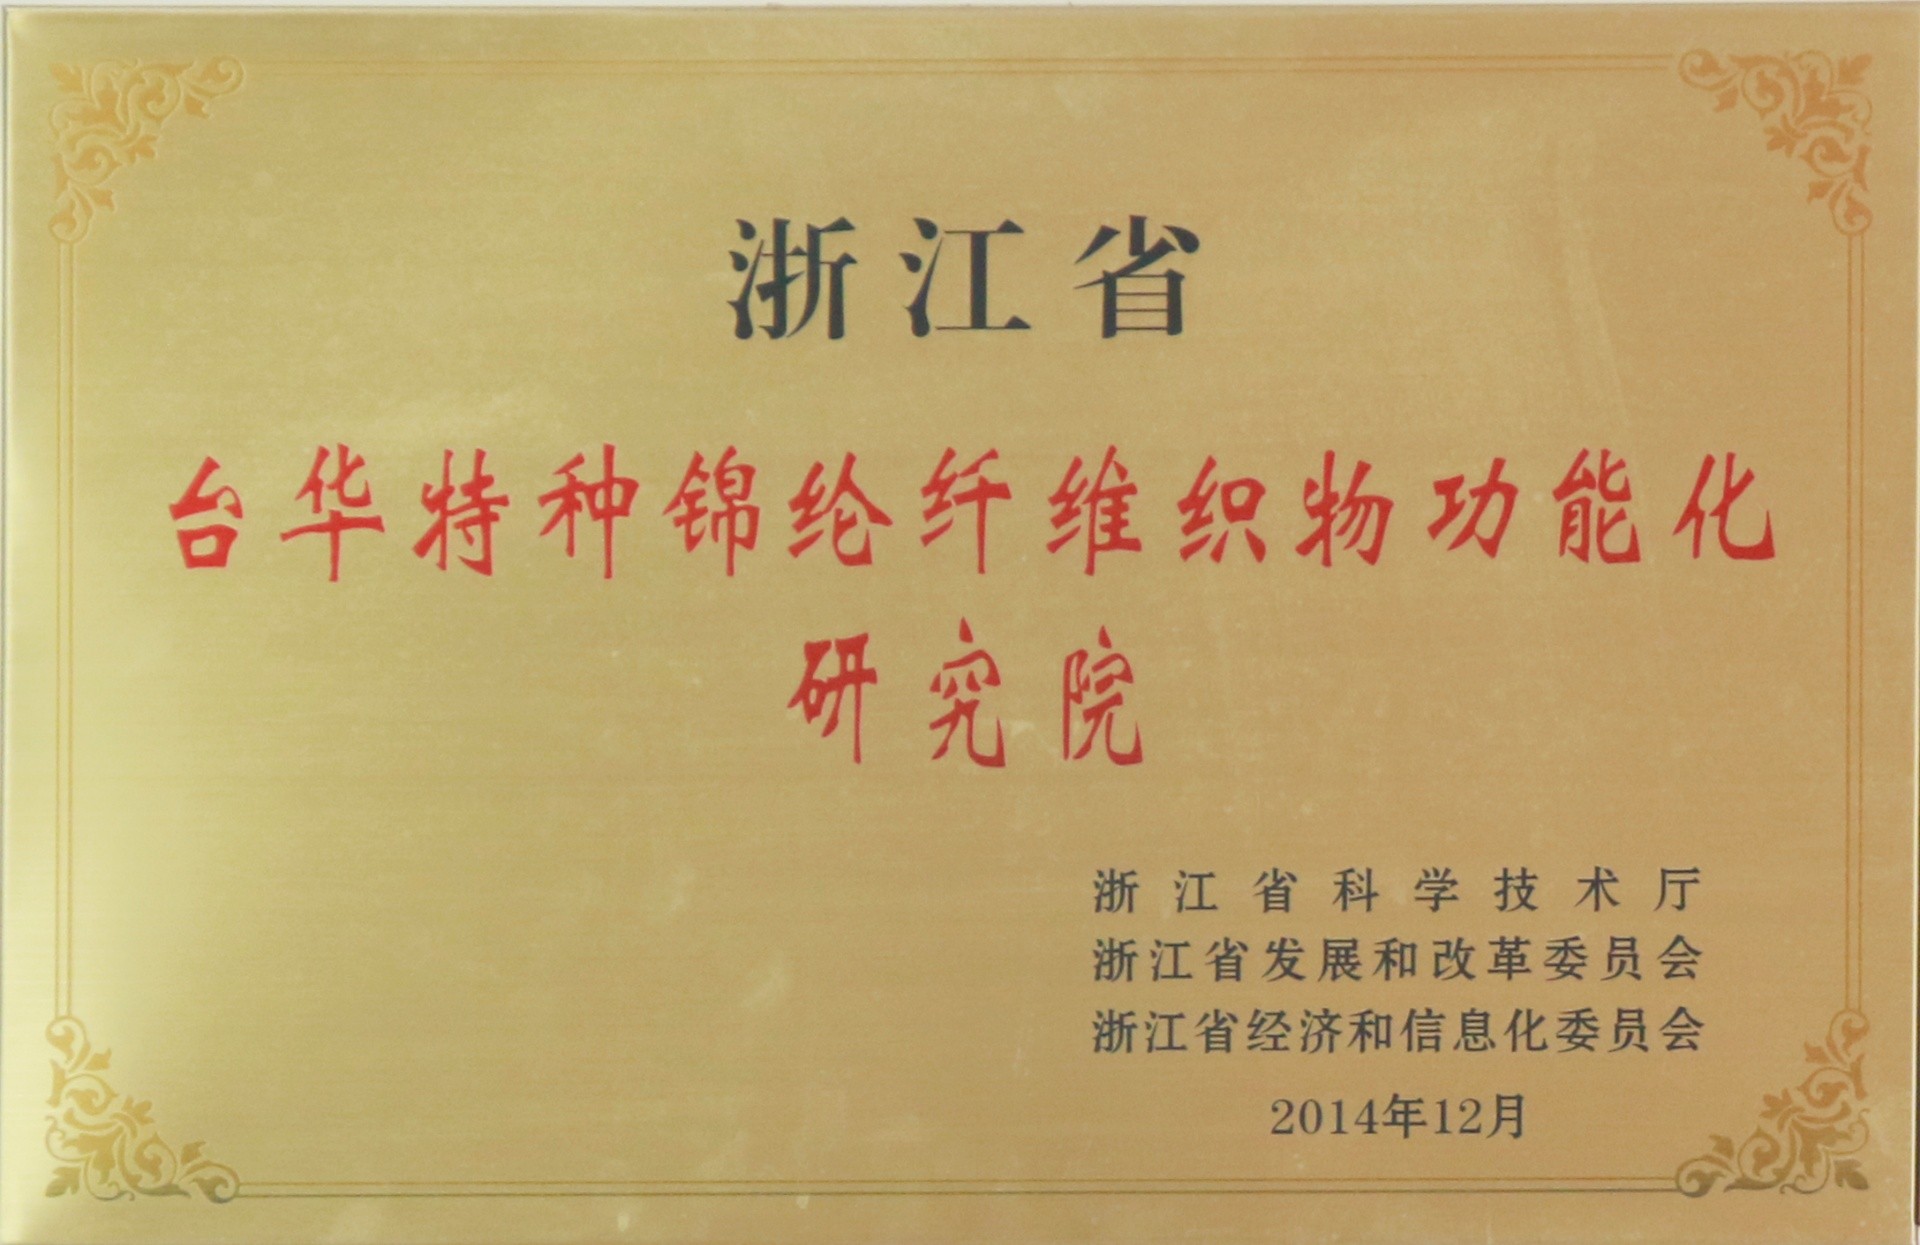 浙江省
台华特种锦纶纤维织物功能化
研究院
浙江省科学技术厅
浙江省发展和改革委员会
浙江省经济和信息化委员会
2014年12月